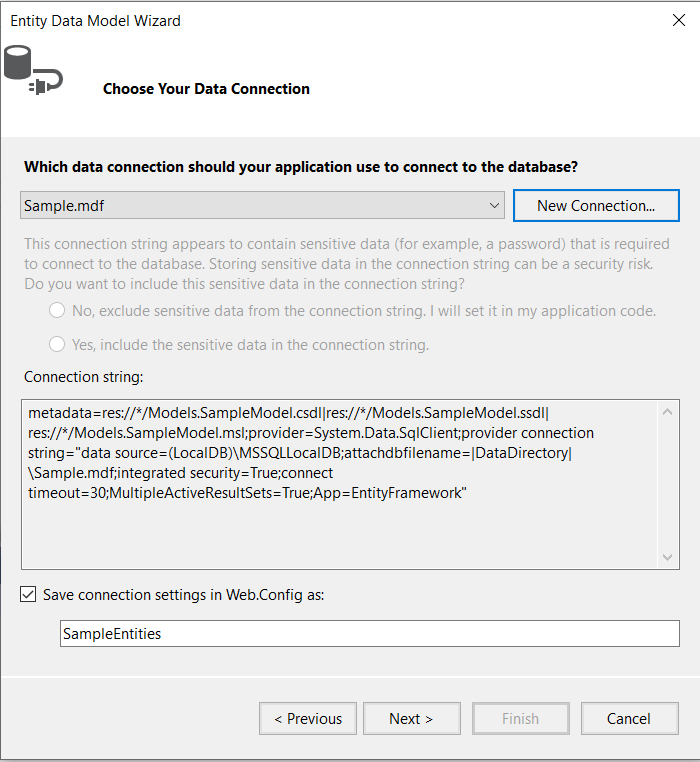 Entity Data Model Wizard
Choose Your Data Connection
Which data connection should your application use to connect to the database?
Sample.mdf
New Connection...
This connection string appears to contain sensitive data (for example, a password) that is required
to connect to the database. Storing sensitive data in the connection string can be a security risk.
Do you want to include this sensitive data in the connection string?
No, exclude sensitive data from the connection string. I will set it in my application code.
Yes, include the sensitive data in the connection string.
Connection string:
metadata=res://*/Models.SampleModel.csdl|res://*/Models.SampleModel.ssdl|
res://*/Models.SampleModel.msl;provider=System.Data.SqlClient;provider connection
string="data source=(LocalDB)\MSSQLLocalDB;attachdbfilename=|DataDirectory|
\Sample.mdf;integrated security=True;connect
timeout=30;MultipleActiveResultSets=True;App=EntityFramework"
Save connection settings in Web.Config as:
SampleEntities
< Previous
Next >
Finish
Cancel